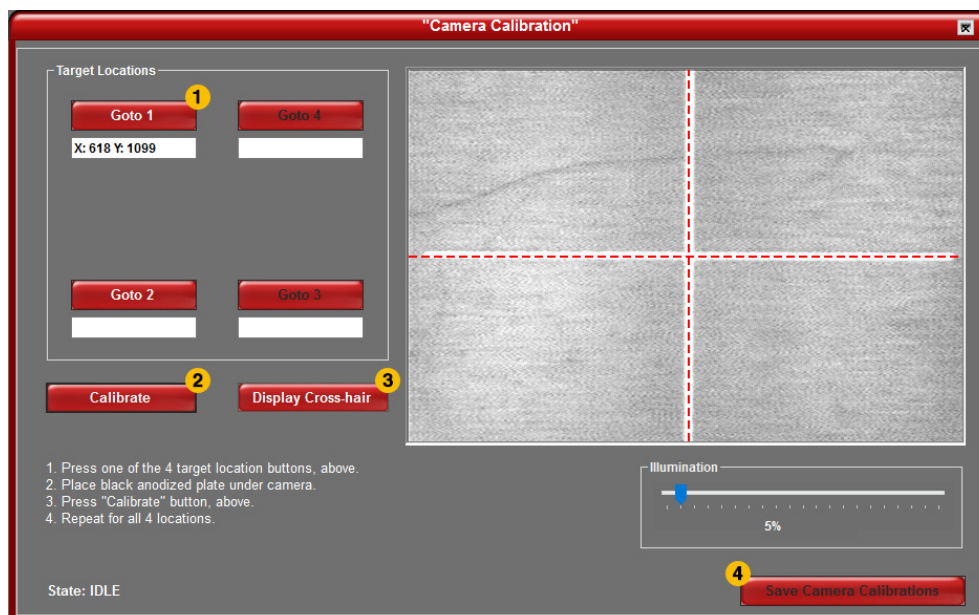 "Camera Calibration"
Target Locations
1
Goto 1
Goto 4
X: 618 Y: 1099
Goto 2
Goto 3
2
Calibrate
3
Display Cross-hair
1. Press one of the 4 target location buttons, above.
2. Place black anodized plate under camera.
3. Press "Calibrate" button, above.
4. Repeat for all 4 locations.
Illumination
5%
State: IDLE
4
Save Camera Calibrations